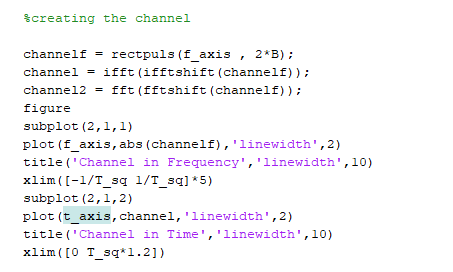 %creating the channel
channelf = rectpuls(f_axis , 2*B);
channel = ifft(ifftshift(channelf));
channel2 = fft(fftshift(channelf));
figure
subplot(2,1,1)
plot(f_axis,abs(channelf),'linewidth',2)
title('Channel in Frequency','linewidth',10)
xlim([-1/T_sq 1/T_sq]*5)
subplot(2,1,2)
plot(t_axis,channel,'linewidth',2)
title('Channel in Time','linewidth',10)
xlim([0 T_sq*1.2])